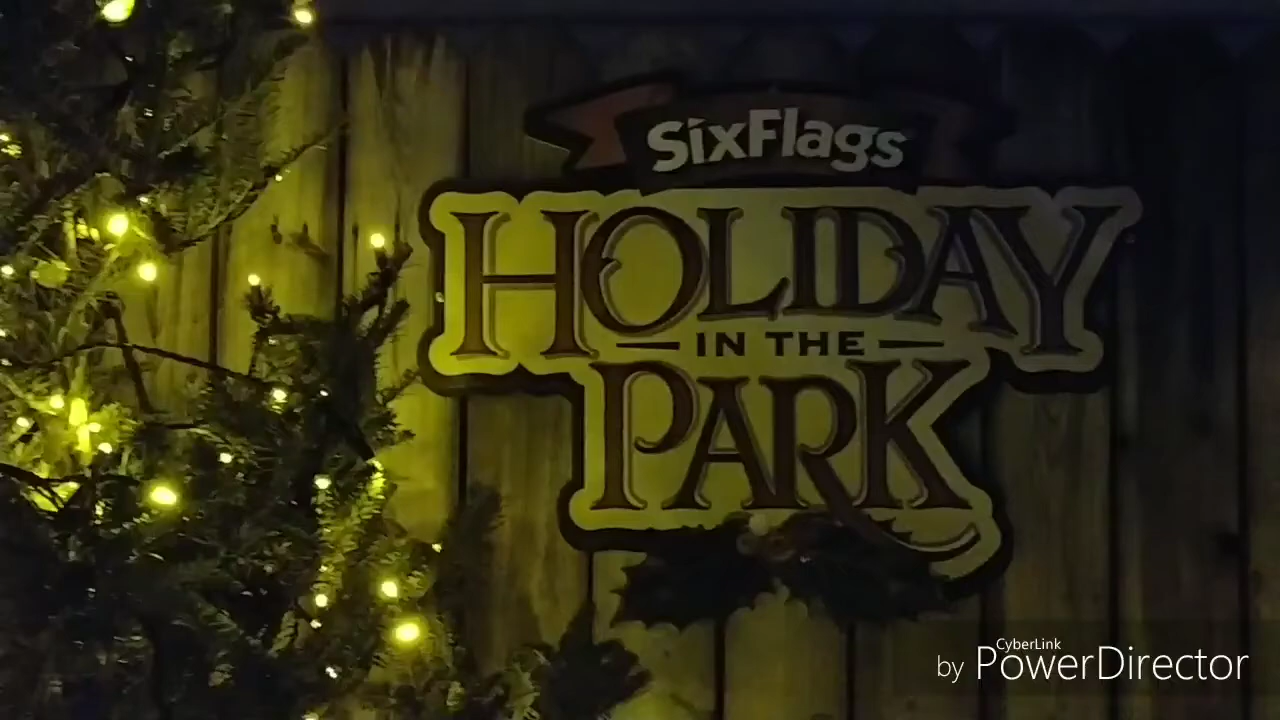 SixFlags
HOLIDAY
IN THE
PARK
CyberLink
by PowerDirector